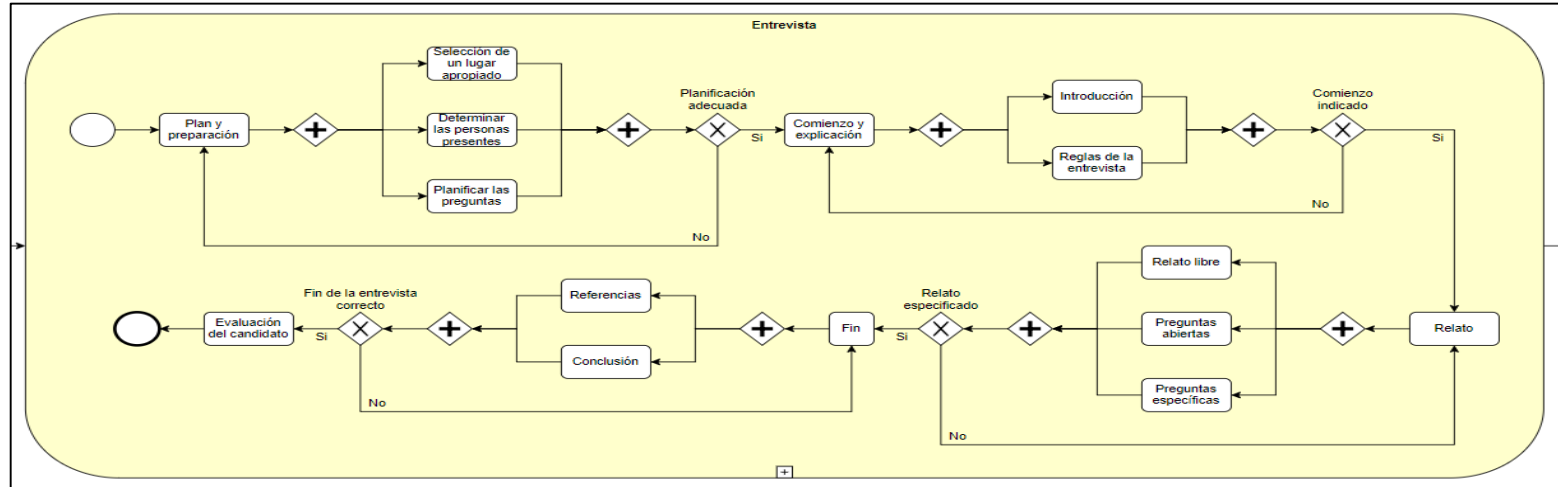 Entrevista
Selección de
un lugar
apropiado
Plan y
preparación
Determinar
las personas
presentes
Planificar las
preguntas
Planificación
adecuada
Si
No
Comienzo y
explicación
Introducción
Reglas de la
entrevista
Comienzo
indicado
Si
No
Relato
Relato libre
Preguntas
abiertas
Preguntas
específicas
Relato
especificado
Si
No
Fin
Referencias
Conclusión
Fin de la entrevista
correcto
Si
No
Evaluación
del candidato